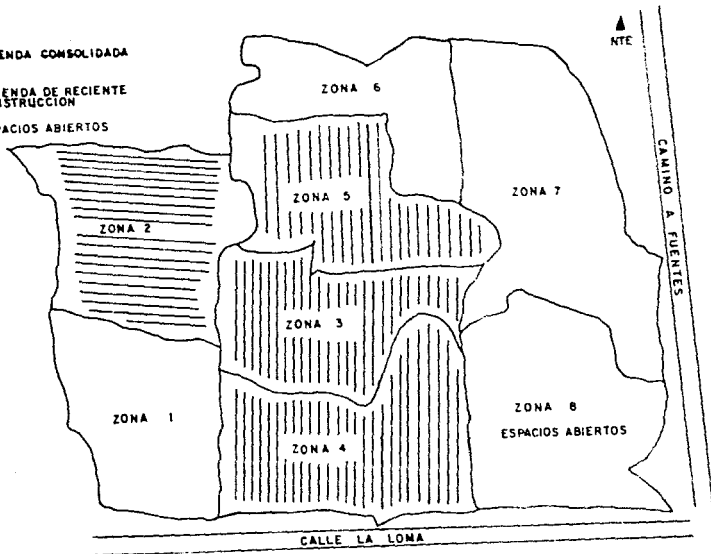 ENDA CONSOLIDADA
ENDA DE RECIENTE
NSTRUCCION
PACIOS ABIERTOS
NTE
ZONA 6
ZONA 5
ZONA 7
ZONA 2
CAMINO A FUENTES
ZONA 3
ZONA 1
ZONA 4
ZONA 8
ESPACIOS ABIERTOS
CALLE LA LOMA